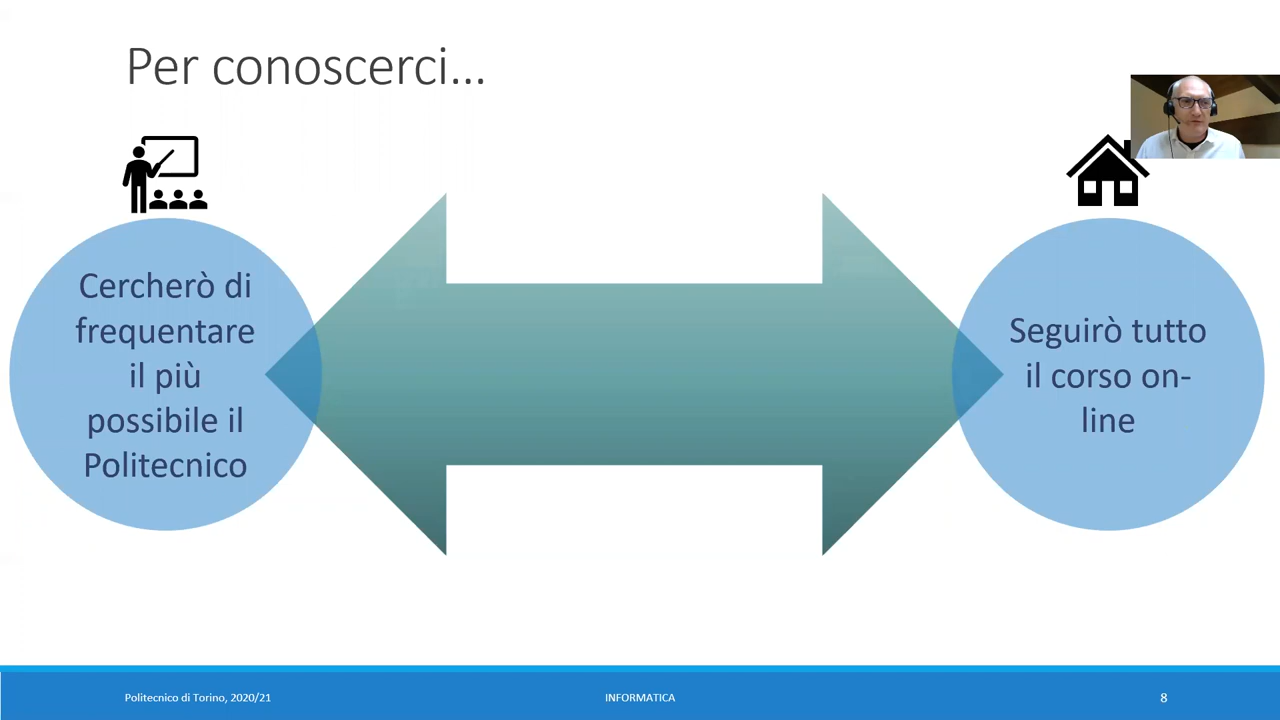 Per conoscerci...
Cercherò di
frequentare
il più
possibile il
Politecnico
Seguirò tutto
il corso on-
line
Politecnico di Torino, 2020/21
INFORMATICA
8